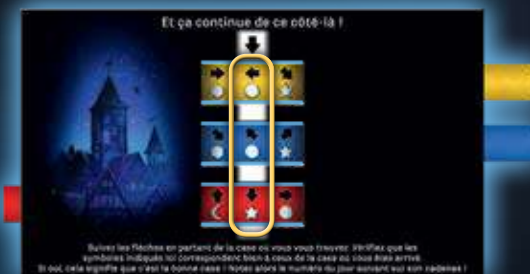 Et ça continue de ce côté-là !
Suivez les flèches en partant de la case où vous vous trouvez. Vérifiez que les
symboles indiqués ici correspondent bien à ceux de la case où vous êtes arrivé.
Si oui, cela signifie que c'est la bonne case ! Notez alors le numéro du jour suivant sur son cadenas !